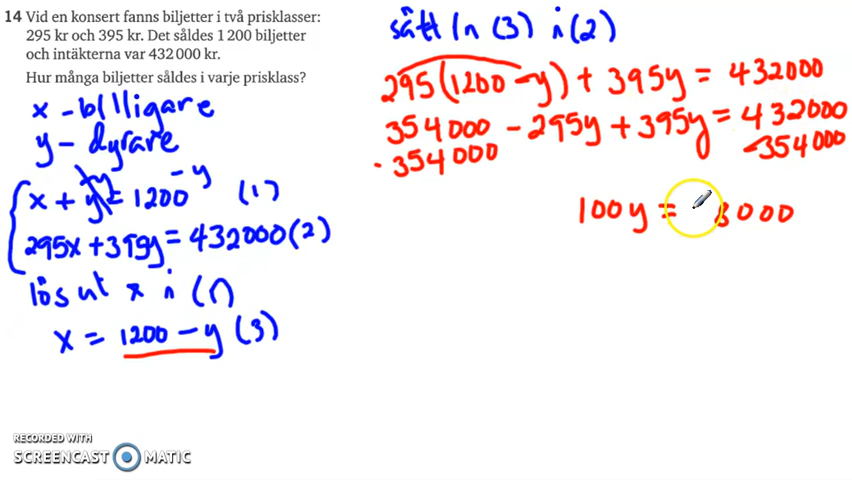 14 Vid en konsert fanns biljetter i två prisklasser:
295 kr och 395 kr. Det såldes 1 200 biljetter
och intäkterna var 432 000 kr.
Hur många biljetter såldes i varje prisklass?
x - billigare
y - dyrare
-y -y
x + y = 1200 (1)
295x + 395y = 432000 (2)
lös ut x i (1)
x = 1200 - y (3)
sätt in (3) i (2)
295(1200 - y) + 395y = 432000
354000 - 295y + 395y = 432000
-354000 -354000
100y = 8000
RECORDED WITH
SCREENCAST MATIC